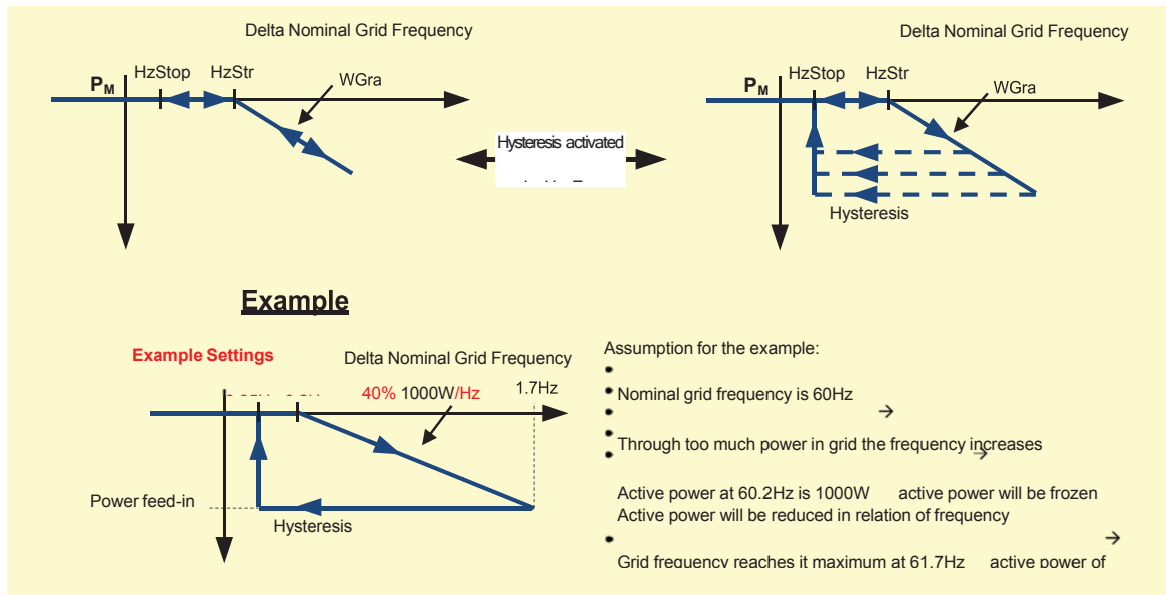 Delta Nominal Grid Frequency
PM
HzStop
HzStr
WGra
Hysteresis activated
Delta Nominal Grid Frequency
PM
HzStop
HzStr
WGra
Hysteresis
Example
Example Settings
Delta Nominal Grid Frequency
40% 1000W/Hz
1.7Hz
Power feed-in
Hysteresis
Assumption for the example:
Nominal grid frequency is 60Hz
Through too much power in grid the frequency increases
Active power at 60.2Hz is 1000W → active power will be frozen
Active power will be reduced in relation of frequency
Grid frequency reaches it maximum at 61.7Hz → active power of